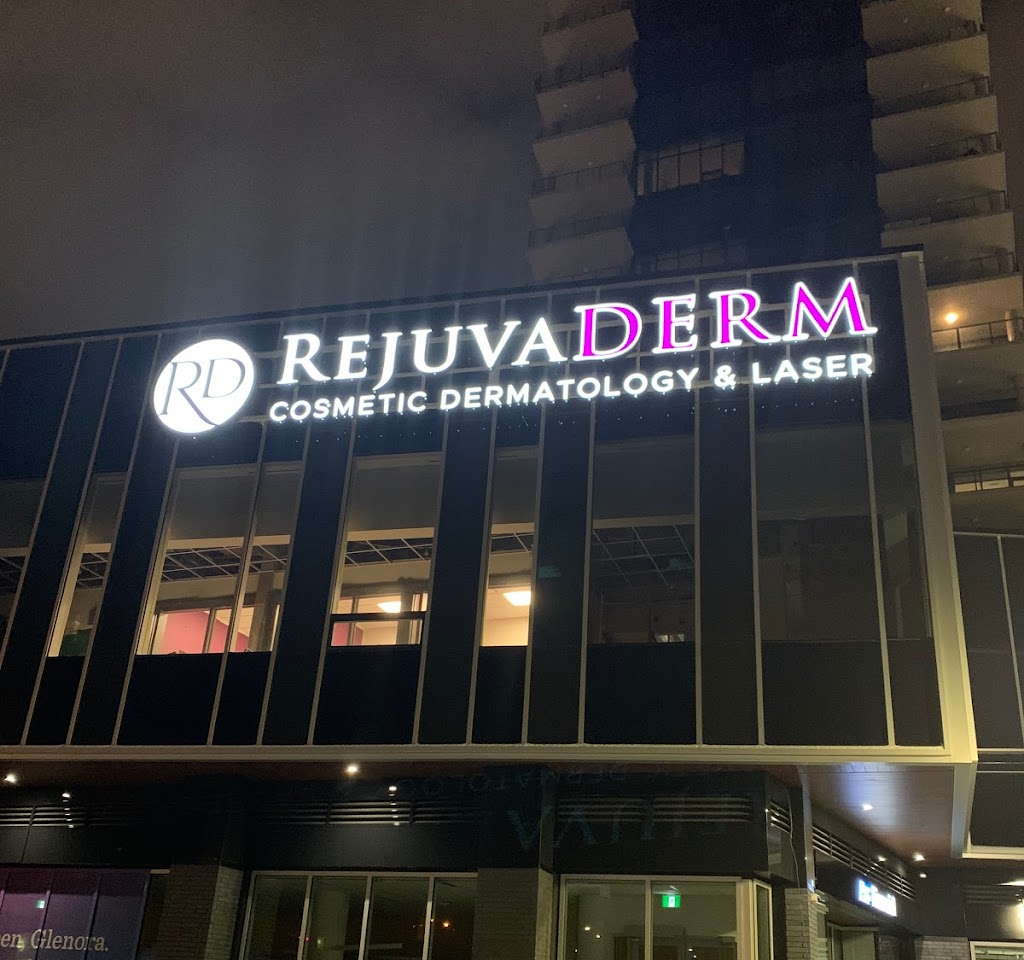 RD
REJUVADERM
COSMETIC DERMATOLOGY & LASER
Glenora.